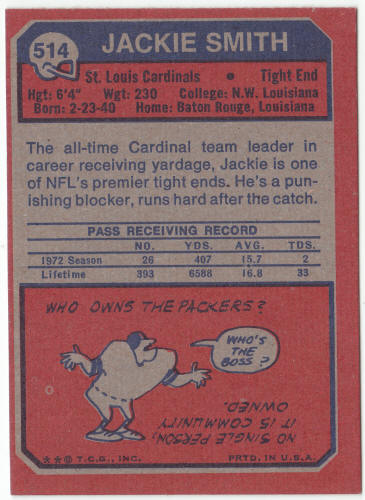 514
JACKIE SMITH
St. Louis Cardinals • Tight End
Hgt: 6'4" Wgt: 230 College: N.W. Louisiana
Born: 2-23-40 Home: Baton Rouge, Louisiana
The all-time Cardinal team leader in
career receiving yardage, Jackie is one
of NFL's premier tight ends. He's a pun-
ishing blocker, runs hard after the catch.
PASS RECEIVING RECORD
NO. YDS. AVG. TDS.
1972 Season 26 407 15.7 2
Lifetime 393 6588 16.8 33
WHO OWNS THE PACKERS?
WHO'S
THE
BOSS?
NO SINGLE PERSON,
IT IS COMMUNITY
OWNED.
**© T.C.G., INC. PRTD. IN U.S.A.